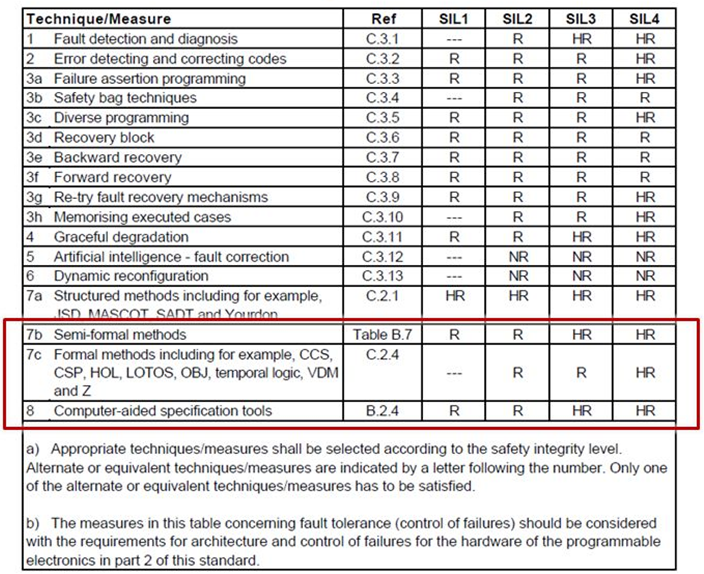 Technique/Measure Ref SIL1 SIL2 SIL3 SIL4
1 Fault detection and diagnosis C.3.1 --- R HR HR
2 Error detecting and correcting codes C.3.2 R R R HR
3a Failure assertion programming C.3.3 R R R HR
3b Safety bag techniques C.3.4 --- R R R
3c Diverse programming C.3.5 R R R HR
3d Recovery block C.3.6 R R R R
3e Backward recovery C.3.7 R R R R
3f Forward recovery C.3.8 R R R R
3g Re-try fault recovery mechanisms C.3.9 R R R HR
3h Memorising executed cases C.3.10 --- R R HR
4 Graceful degradation C.3.11 R R HR HR
5 Artificial intelligence - fault correction C.3.12 --- NR NR NR
6 Dynamic reconfiguration C.3.13 --- NR NR NR
7a Structured methods including for example, C.2.1 HR HR HR HR
JSD, MASCOT, SADT and Yourdon
7b Semi-formal methods Table B.7 R R HR HR
7c Formal methods including for example, CCS, C.2.4
CSP, HOL, LOTOS, OBJ, temporal logic, VDM --- R R HR
and Z
8 Computer-aided specification tools B.2.4 R R HR HR
a) Appropriate techniques/measures shall be selected according to the safety integrity level.
Alternate or equivalent techniques/measures are indicated by a letter following the number. Only one
of the alternate or equivalent techniques/measures has to be satisfied.
b) The measures in this table concerning fault tolerance (control of failures) should be considered
with the requirements for architecture and control of failures for the hardware of the programmable
electronics in part 2 of this standard.